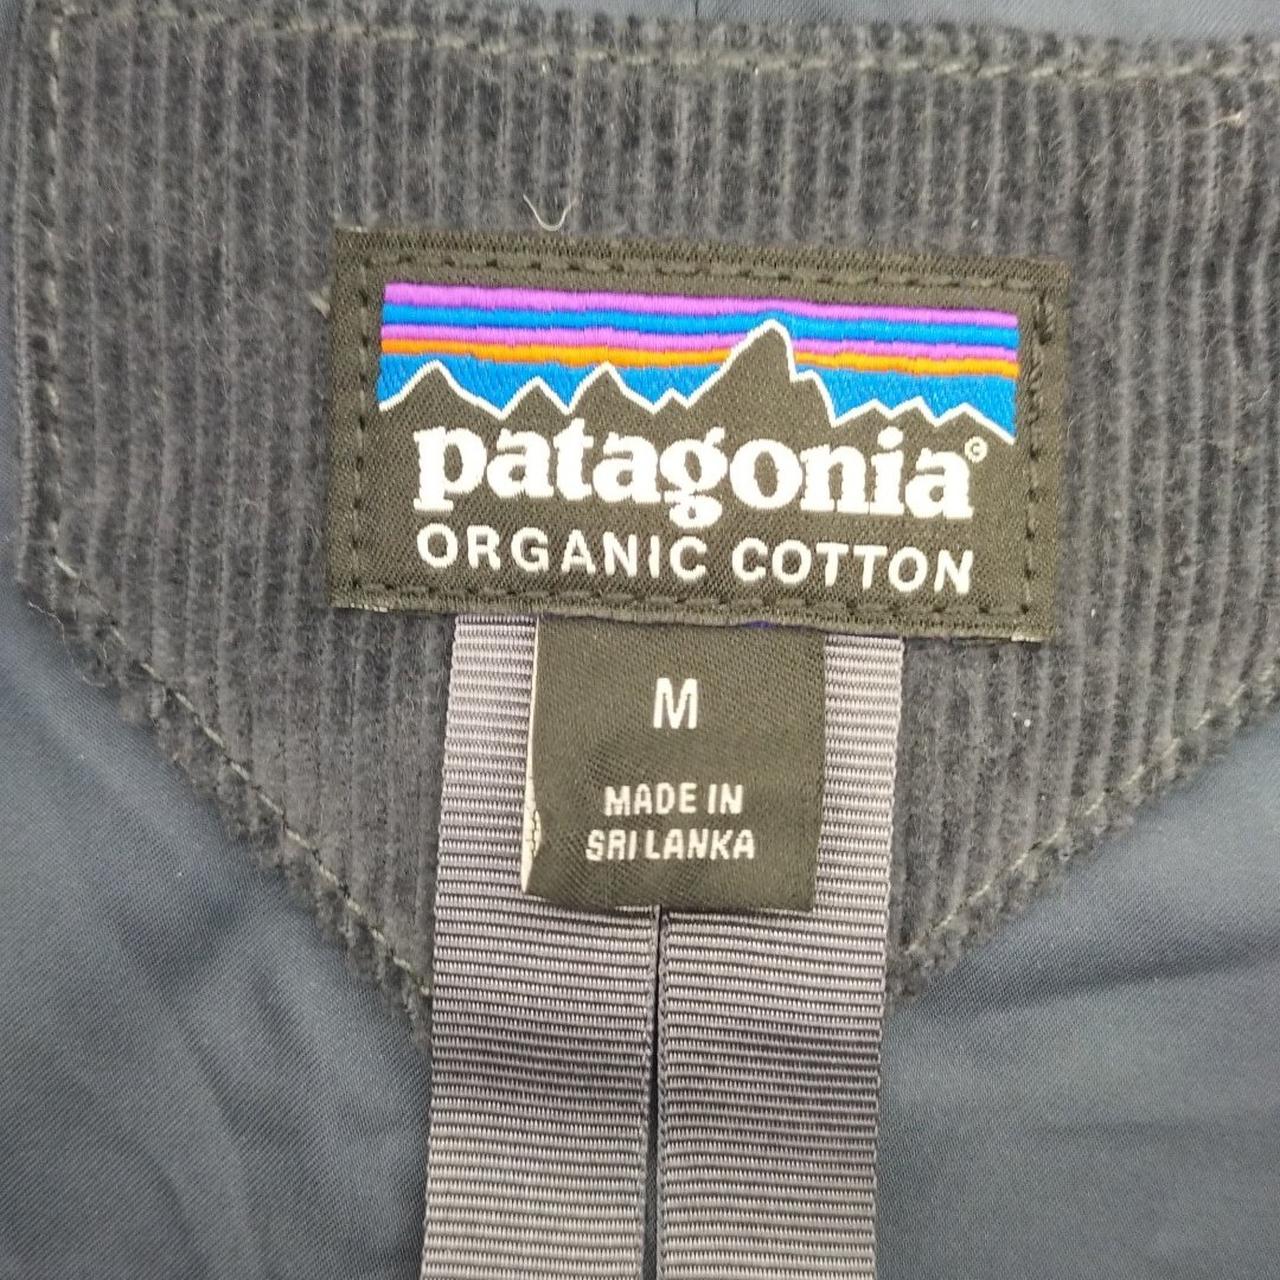 patagonia©
ORGANIC COTTON
M
MADE IN
SRI LANKA